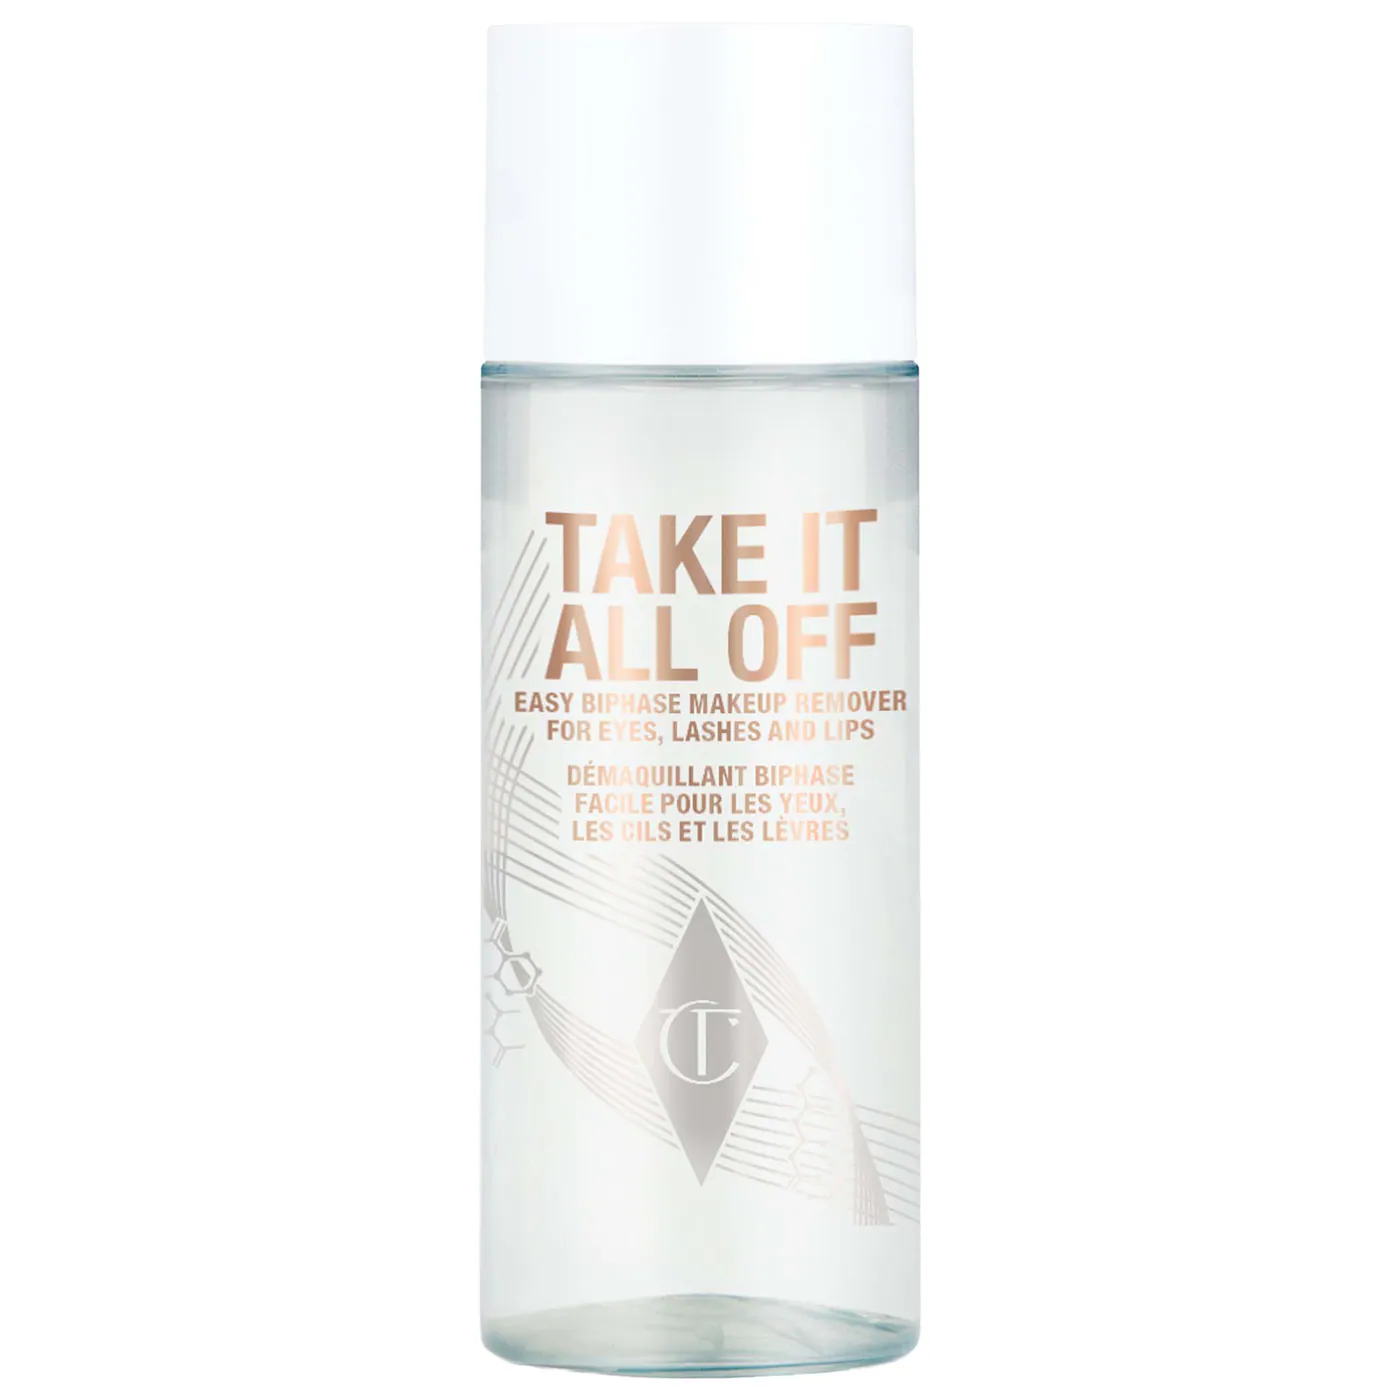 TAKE IT
ALL OFF
EASY BIPHASE MAKEUP REMOVER
FOR EYES, LASHES AND LIPS
DÉMAQUILLANT BIPHASE
FACILE POUR LES YEUX,
LES CILS ET LES LÈVRES
CT